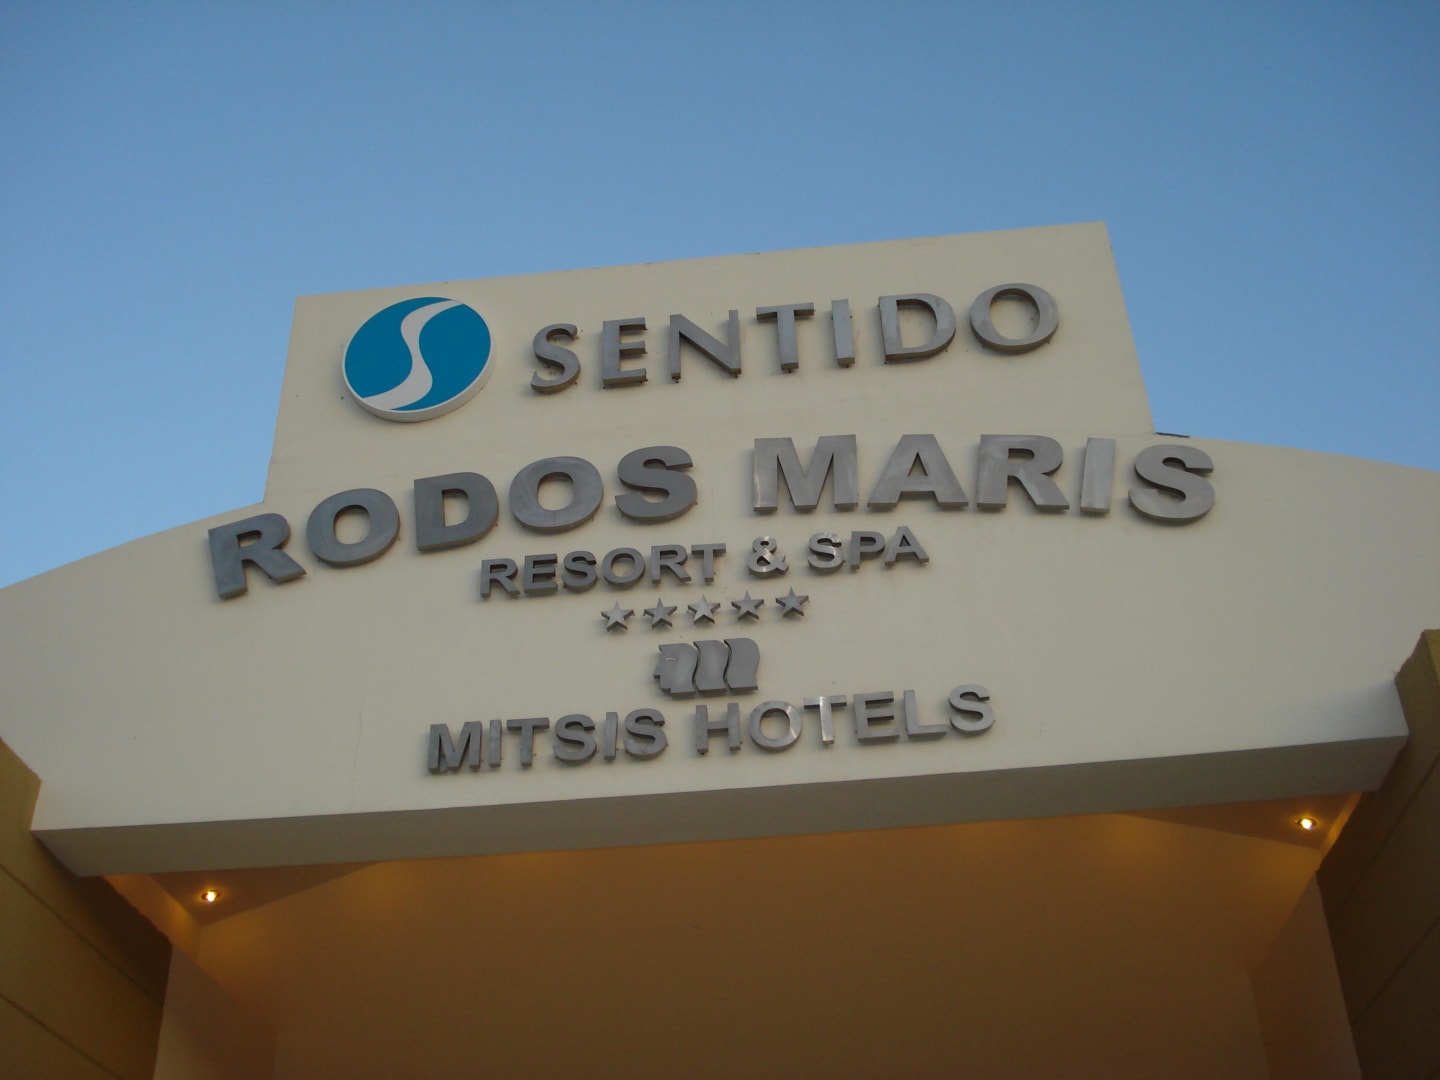 SENTIDO
RODOS MARIS
RESORT & SPA
★★★★★
MITSIS HOTELS